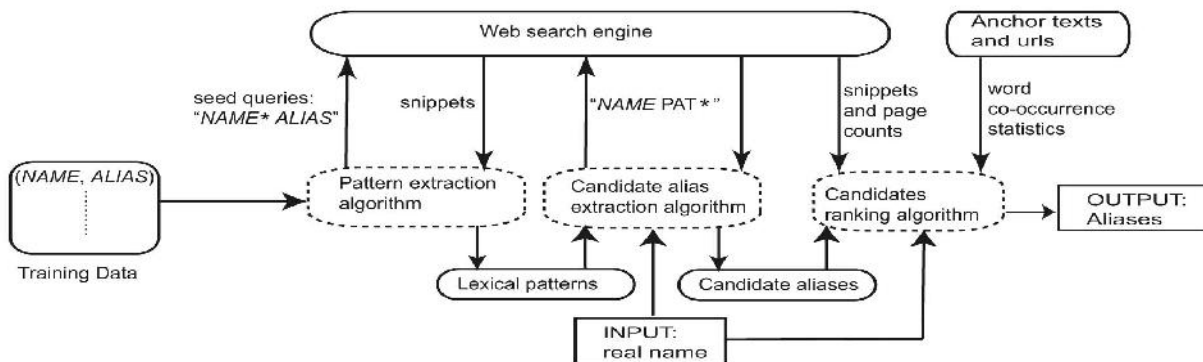 Web search engine
Anchor texts
and urls
seed queries:
"NAME* ALIAS"
snippets
"NAME PAT *"
snippets
and page
counts
word
co-occurrence
statistics
(NAME, ALIAS)
Training Data
Pattern extraction
algorithm
Candidate alias
extraction algorithm
Candidates
ranking algorithm
OUTPUT:
Aliases
Lexical patterns
Candidate aliases
INPUT:
real name